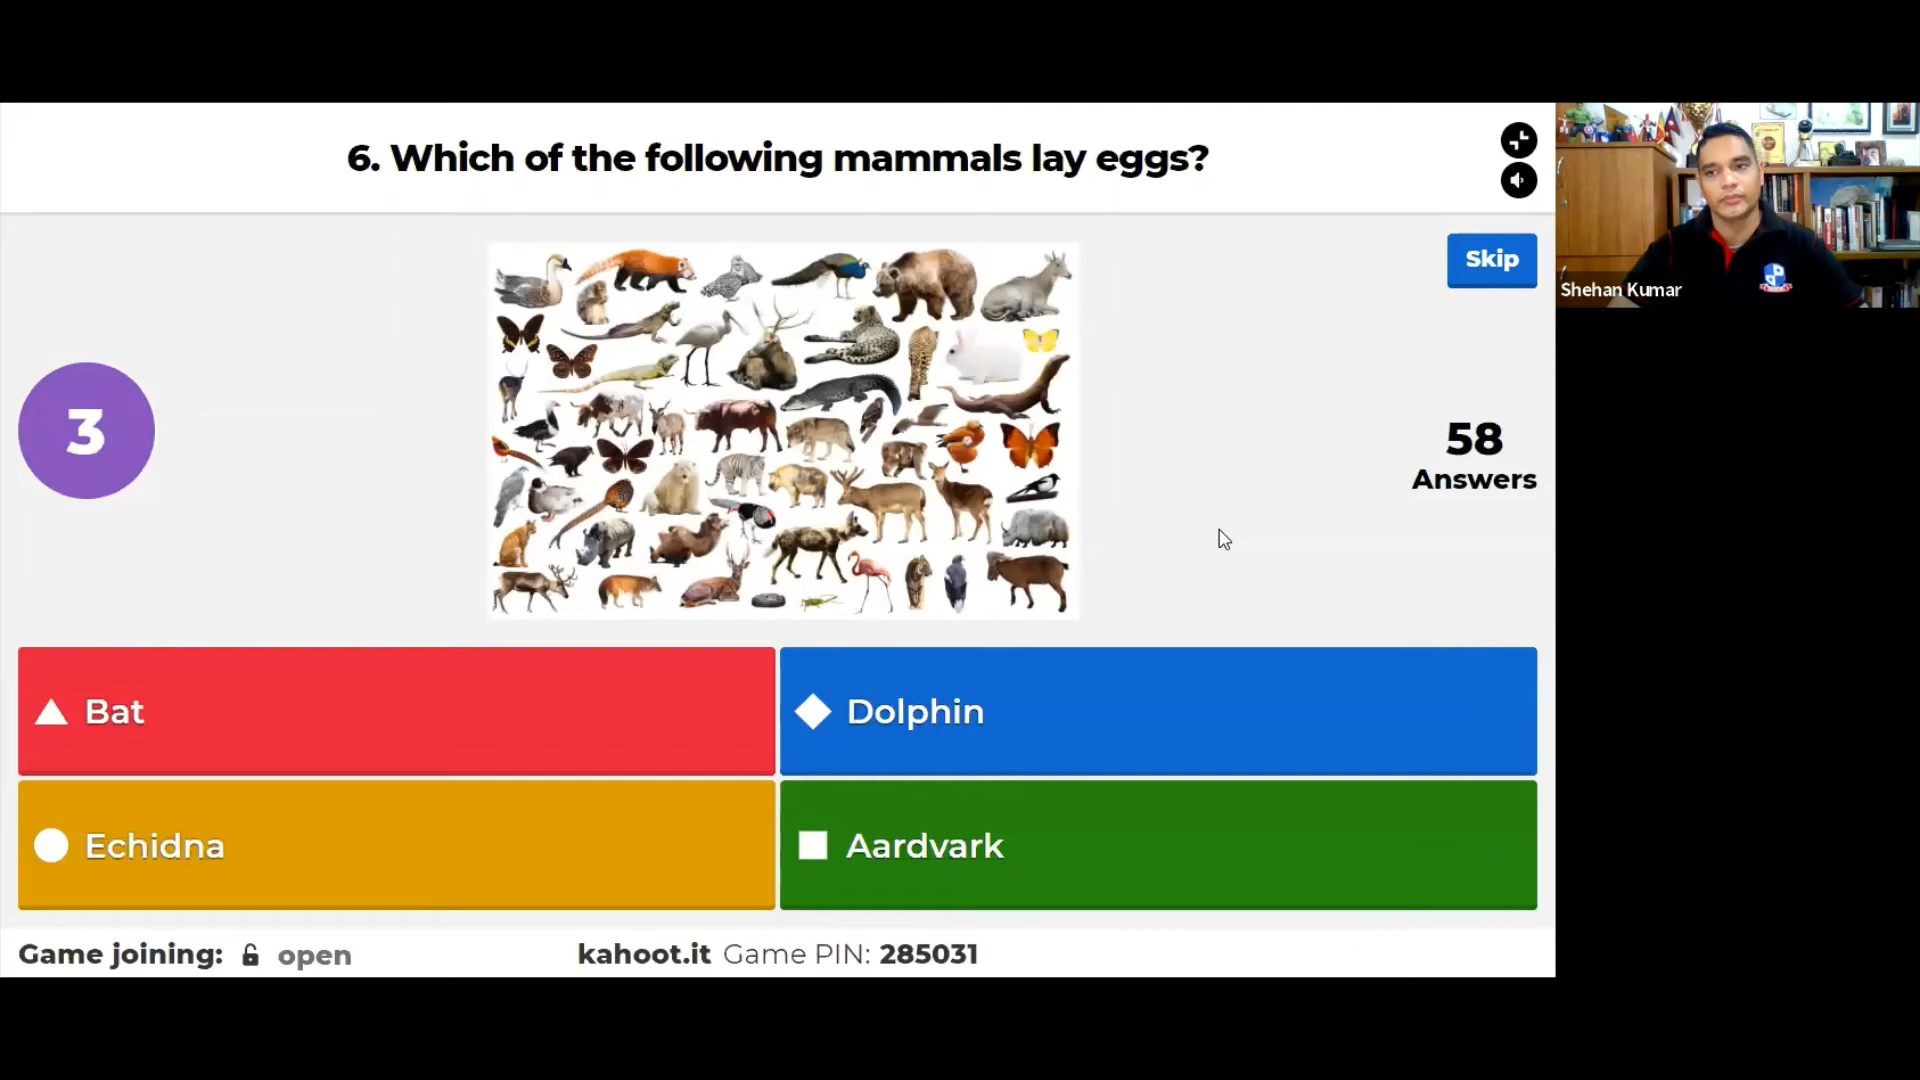 6. Which of the following mammals lay eggs?
Skip
Shehan Kumar
3
58
Answers
Bat
Dolphin
Echidna
Aardvark
Game joining: open
kahoot.it Game PIN: 285031